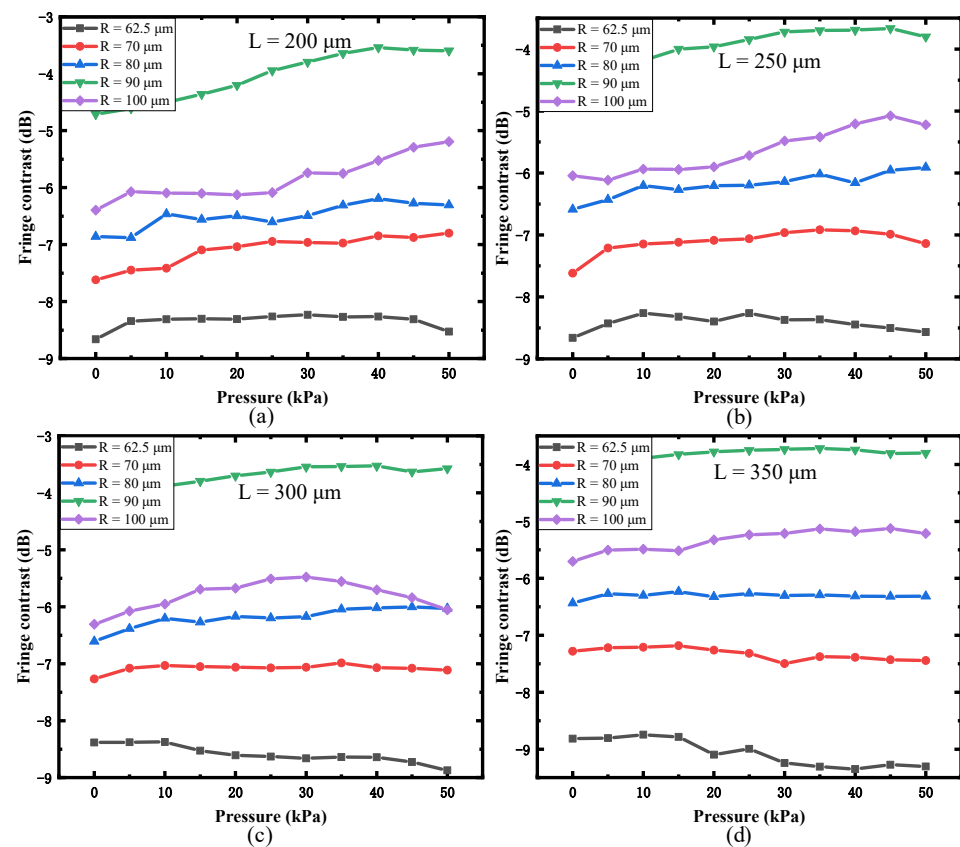 R = 62.5 μm
R = 70 μm
R = 80 μm
R = 90 μm
R = 100 μm
L = 200 μm
Fringe contrast (dB)
-3
-4
-5
-6
-7
-8
-9
0 10 20 30 40 50
Pressure (kPa)
(a)
R = 62.5 μm
R = 70 μm
R = 80 μm
R = 90 μm
R = 100 μm
L = 250 μm
Fringe contrast (dB)
-4
-5
-6
-7
-8
-9
0 10 20 30 40 50
Pressure (kPa)
(b)
R = 62.5 μm
R = 70 μm
R = 80 μm
R = 90 μm
R = 100 μm
L = 300 μm
Fringe contrast (dB)
-3
-4
-5
-6
-7
-8
-9
0 10 20 30 40 50
Pressure (kPa)
(c)
R = 62.5 μm
R = 70 μm
R = 80 μm
R = 90 μm
R = 100 μm
L = 350 μm
Fringe contrast (dB)
-4
-5
-6
-7
-8
-9
0 10 20 30 40 50
Pressure (kPa)
(d)